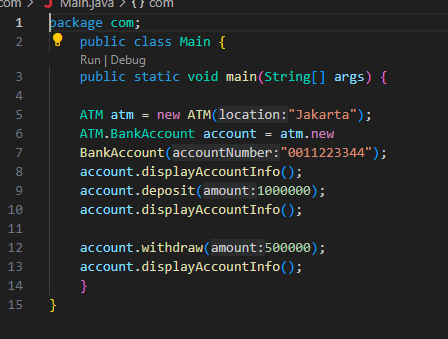 com > J Main.java > {} com
1 package com;
2 public class Main {
Run | Debug
3 public static void main(String[] args) {
4
5 ATM atm = new ATM(location:"Jakarta");
6 ATM.BankAccount account = atm.new
7 BankAccount(accountNumber:"0011223344");
8 account.displayAccountInfo();
9 account.deposit(amount:1000000);
10 account.displayAccountInfo();
11
12 account.withdraw(amount:500000);
13 account.displayAccountInfo();
14 }
15 }